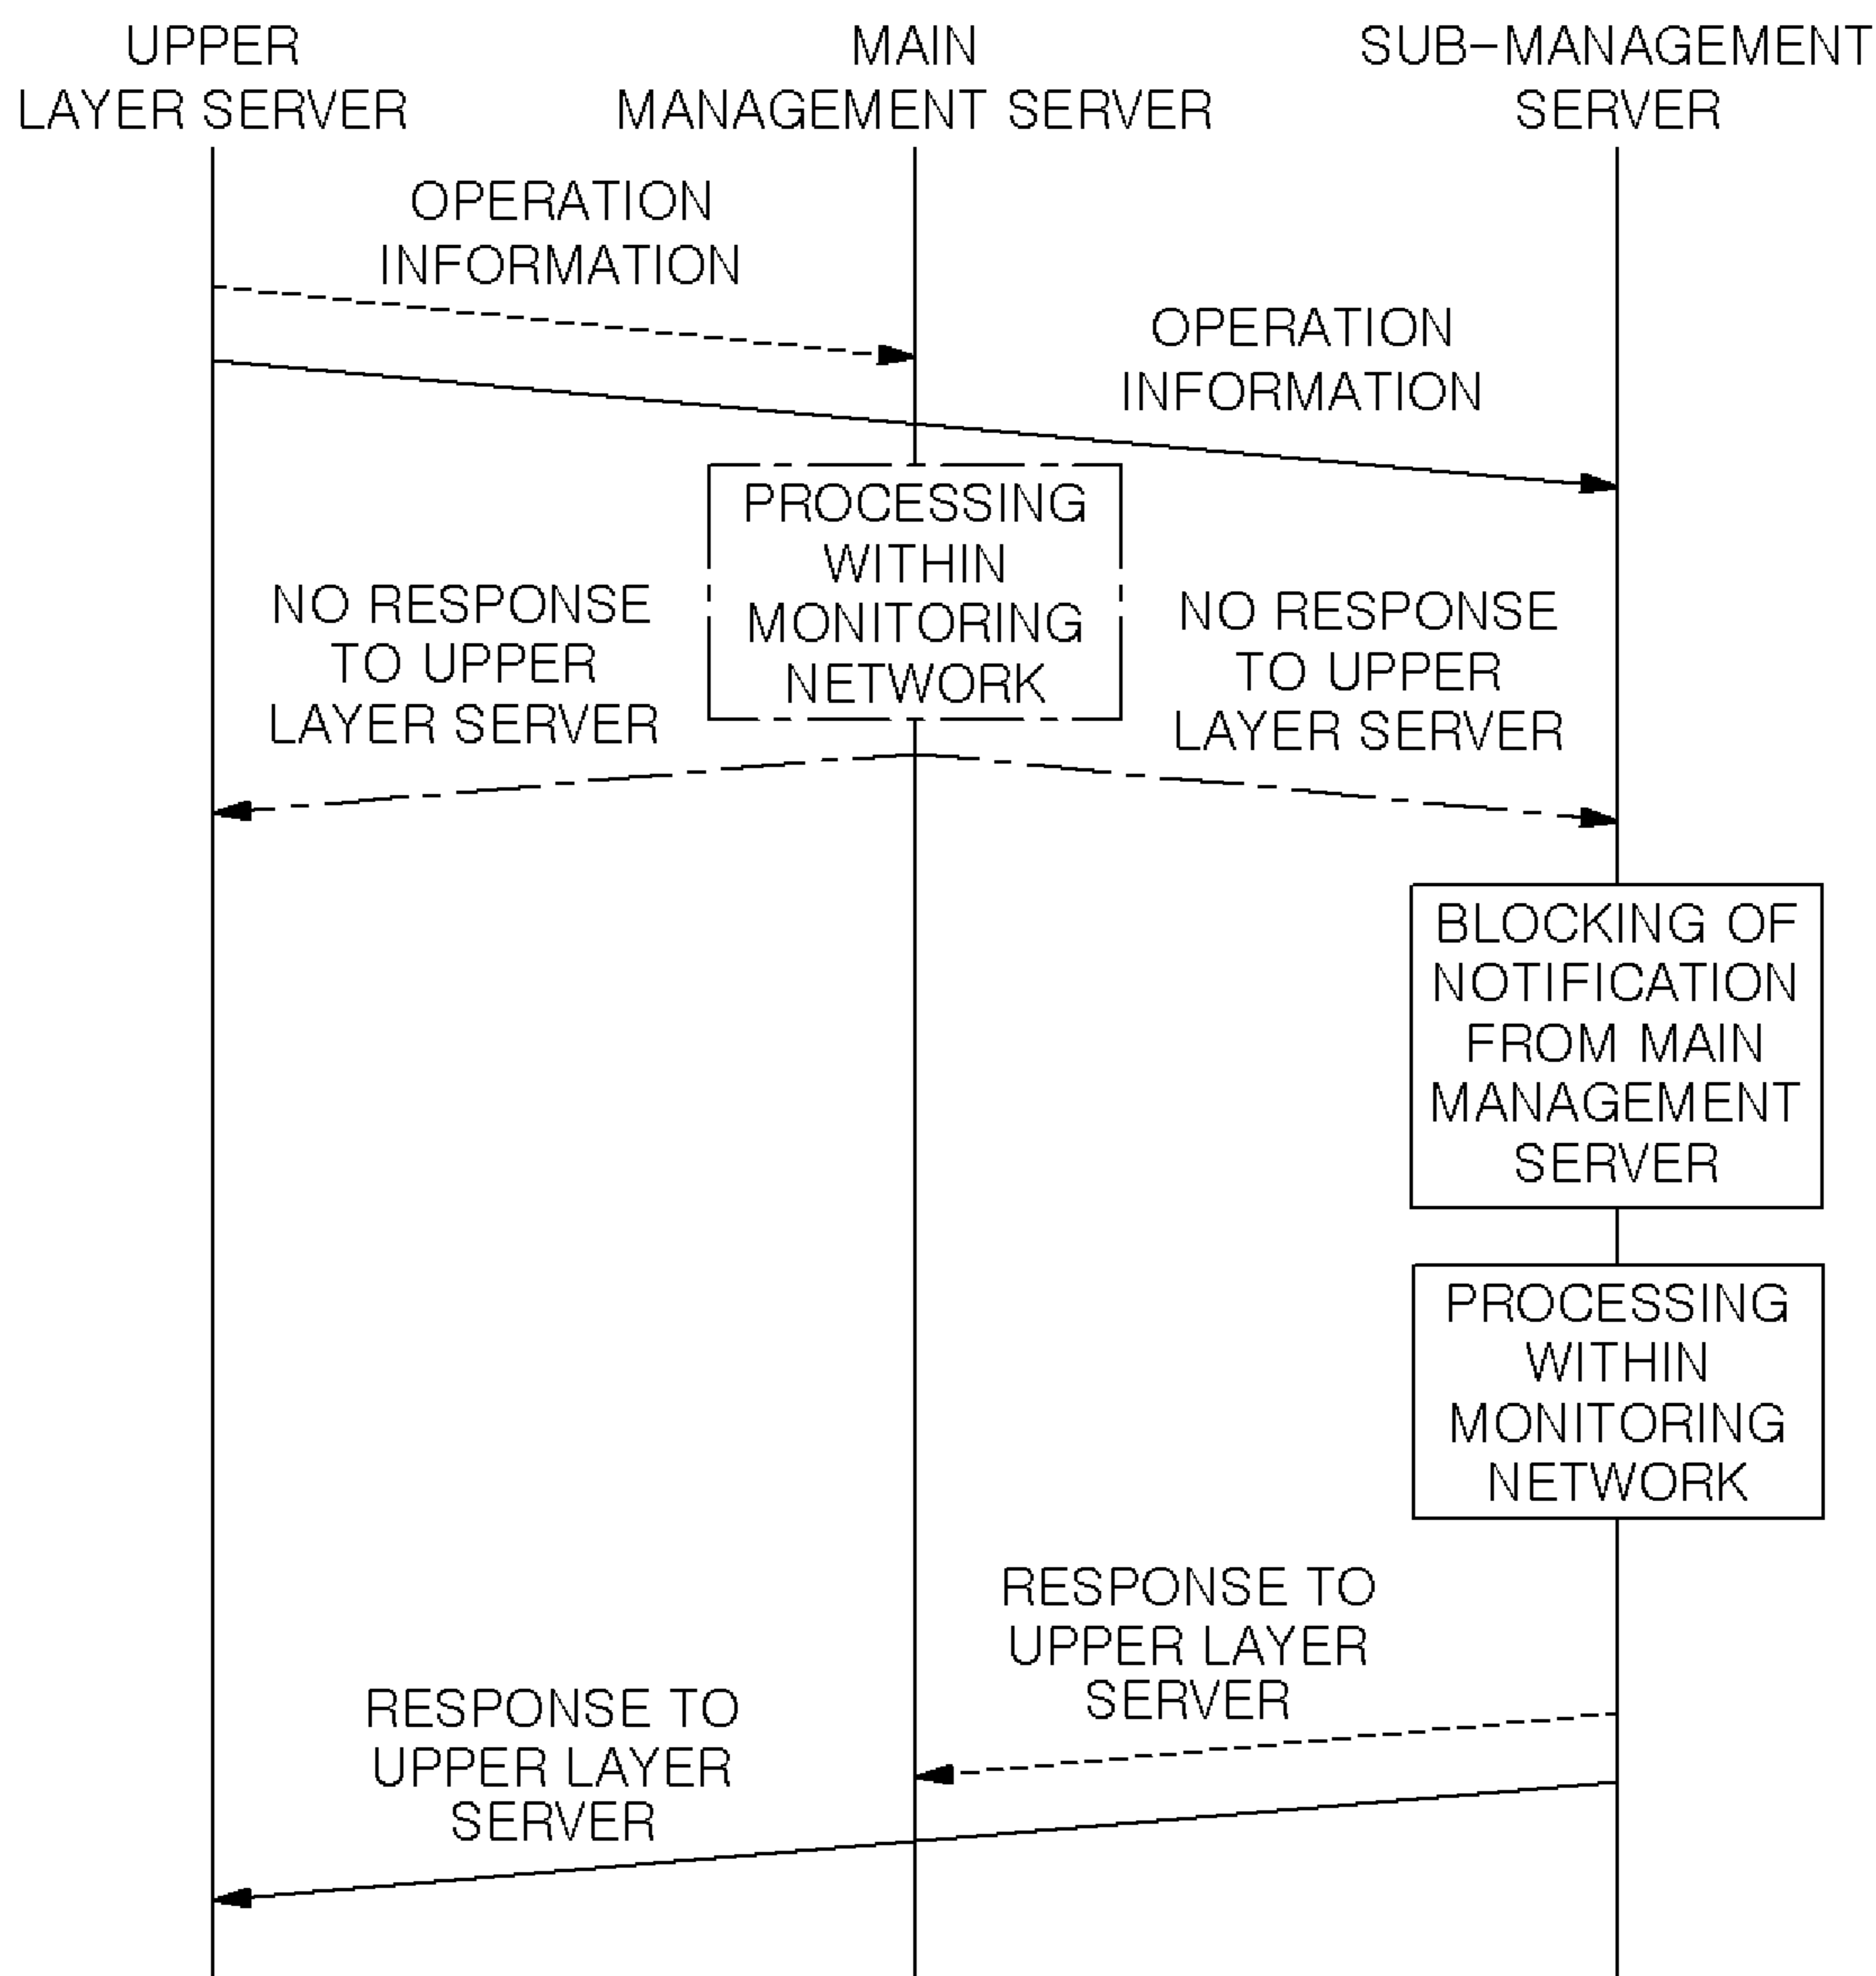 UPPER
LAYER SERVER
MAIN
MANAGEMENT SERVER
SUB-MANAGEMENT
SERVER
OPERATION
INFORMATION
OPERATION
INFORMATION
PROCESSING
WITHIN
MONITORING
NETWORK
NO RESPONSE
TO UPPER
LAYER SERVER
NO RESPONSE
TO UPPER
LAYER SERVER
BLOCKING OF
NOTIFICATION
FROM MAIN
MANAGEMENT
SERVER
PROCESSING
WITHIN
MONITORING
NETWORK
RESPONSE TO
UPPER LAYER
SERVER
RESPONSE TO
UPPER LAYER
SERVER